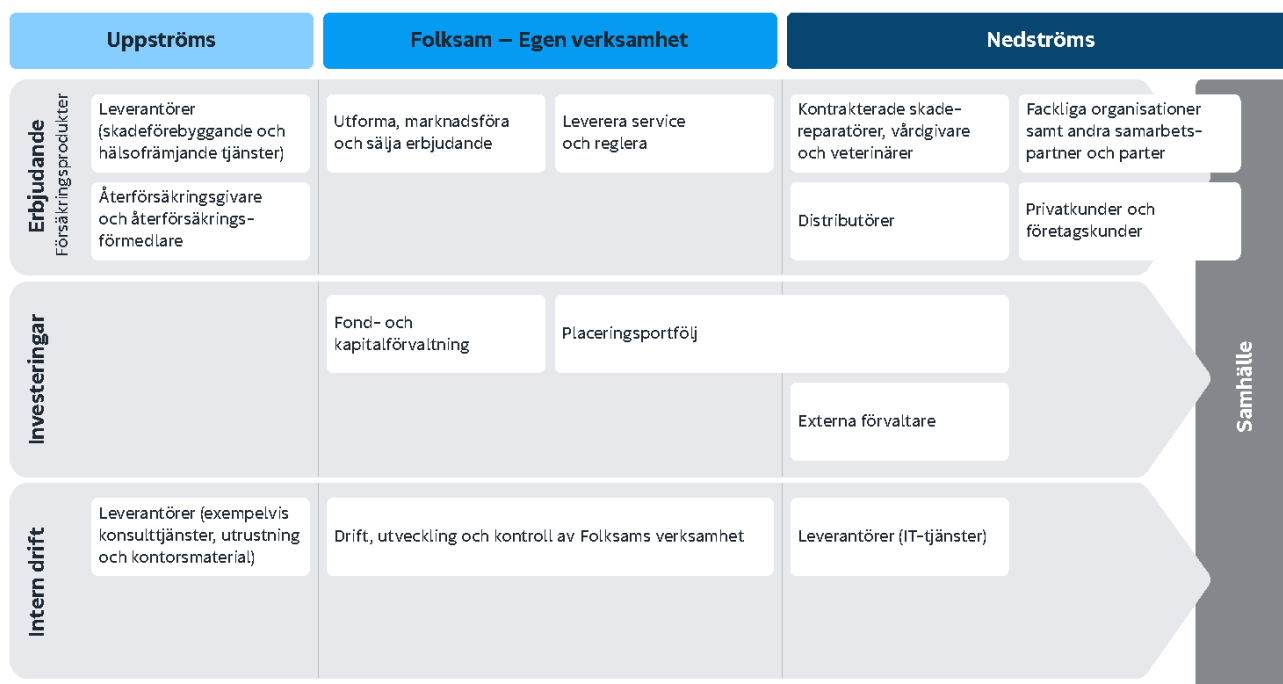 Uppströms
Folksam – Egen verksamhet
Nedströms
Erbjudande
Försäkringsprodukter
Leverantörer
(skadeförebyggande och
hälsofrämjande tjänster)
Återförsäkringsgivare
och återförsäkrings-
förmedlare
Utforma, marknadsföra
och sälja erbjudande
Leverera service
och reglera
Kontrakterade skade-
reparatörer, vårdgivare
och veterinärer
Fackliga organisationer
samt andra samarbets-
partner och parter
Distributörer
Privatkunder och
företagskunder
Investeringar
Fond- och
kapitalförvaltning
Placeringsportfölj
Externa förvaltare
Intern drift
Leverantörer (exempelvis
konsulttjänster, utrustning
och kontorsmaterial)
Drift, utveckling och kontroll av Folksams verksamhet
Leverantörer (IT-tjänster)
Samhälle